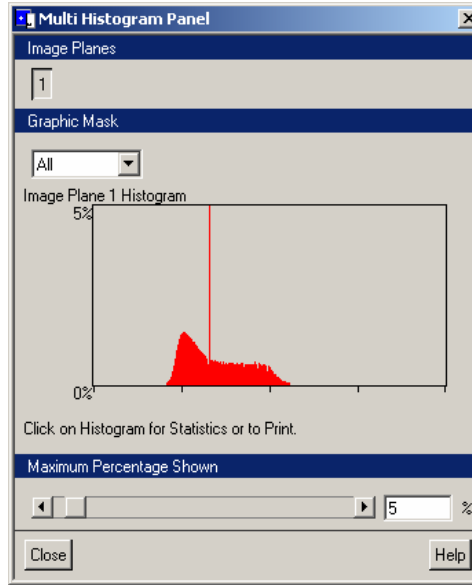 Multi Histogram Panel
Image Planes
1
Graphic Mask
All
Image Plane 1 Histogram
5%
0%
Click on Histogram for Statistics or to Print.
Maximum Percentage Shown
5 %
Close Help